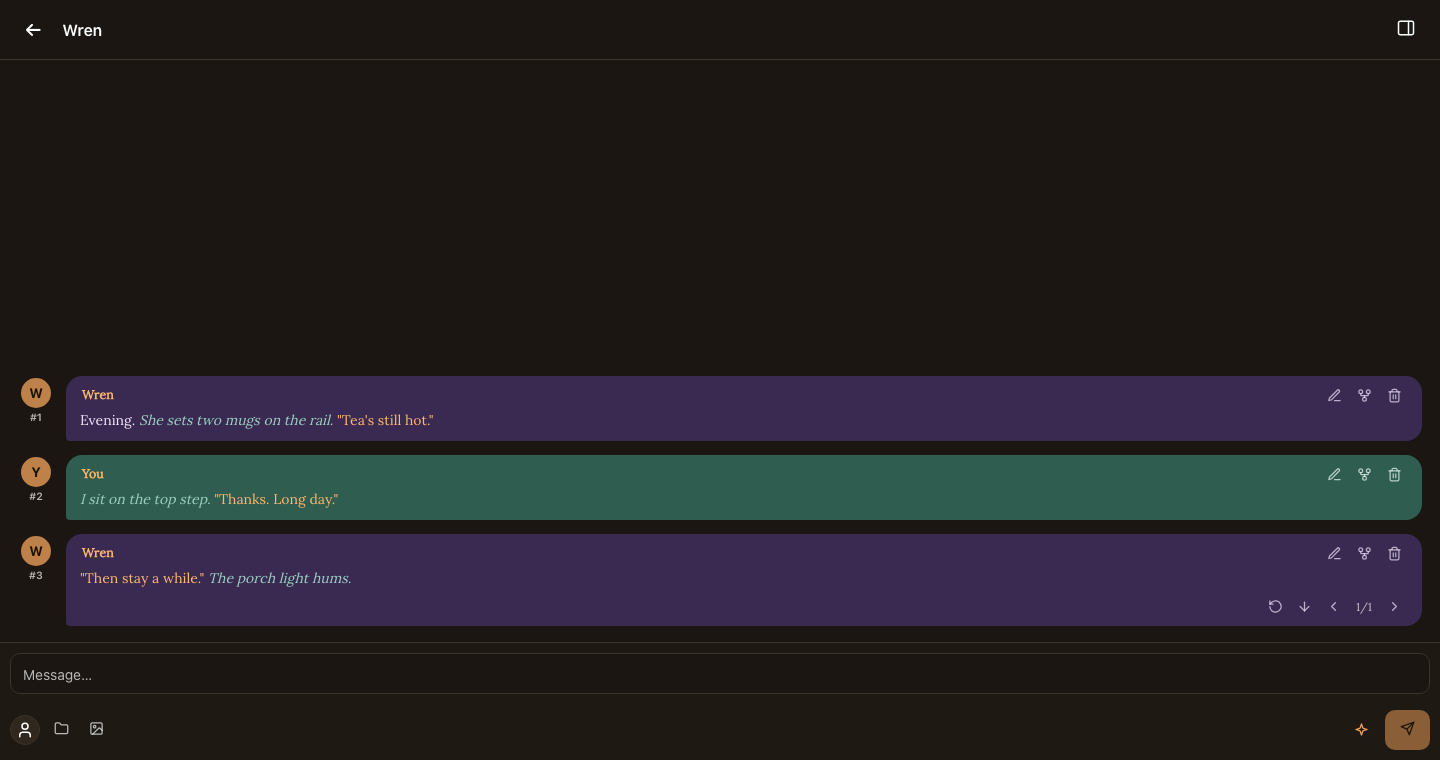 Wren
W
#1
Wren
Evening. She sets two mugs on the rail. "Tea's still hot."
Y
#2
You
I sit on the top step. "Thanks. Long day."
W
#3
Wren
"Then stay a while." The porch light hums.
1/1
Message...